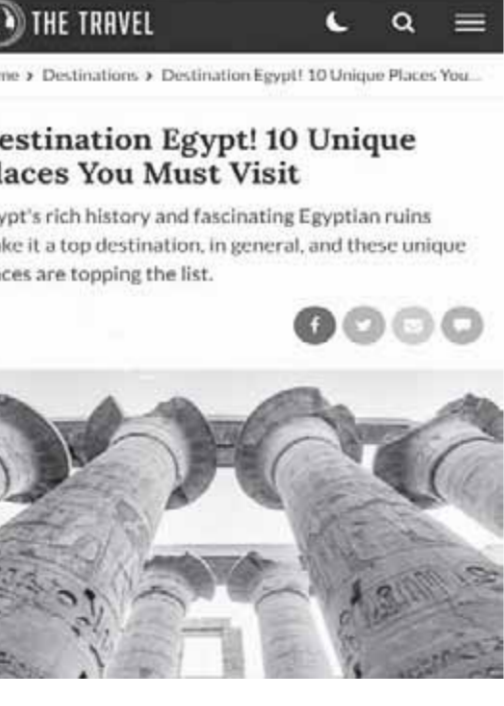 THE TRAVEL
ne › Destinations › Destination Egypt! 10 Unique Places You...
estination Egypt! 10 Unique
laces You Must Visit
ypt's rich history and fascinating Egyptian ruins
ke it a top destination, in general, and these unique
ces are topping the list.